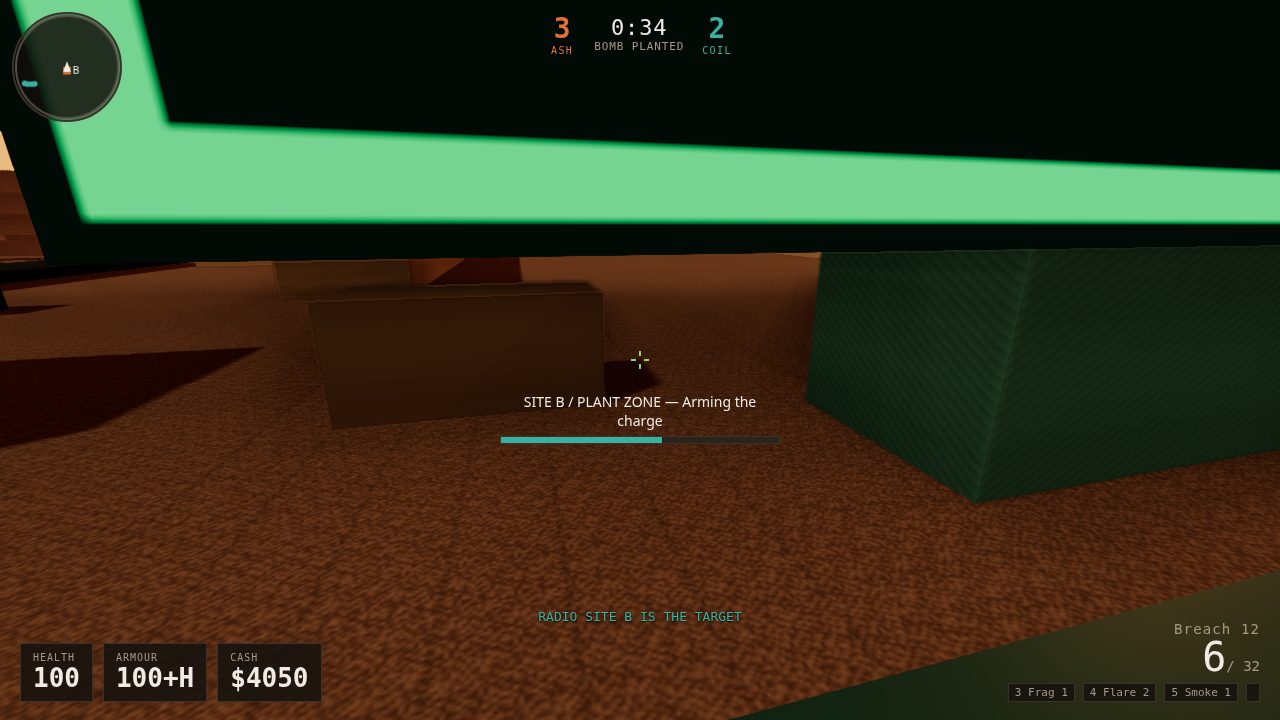 3
ASH
0:34
BOMB PLANTED
2
COIL
B
SITE B / PLANT ZONE — Arming the
charge
RADIO SITE B IS THE TARGET
HEALTH
100
ARMOUR
100+H
CASH
$4050
Breach 12
6 / 32
3 Frag 1
4 Flare 2
5 Smoke 1